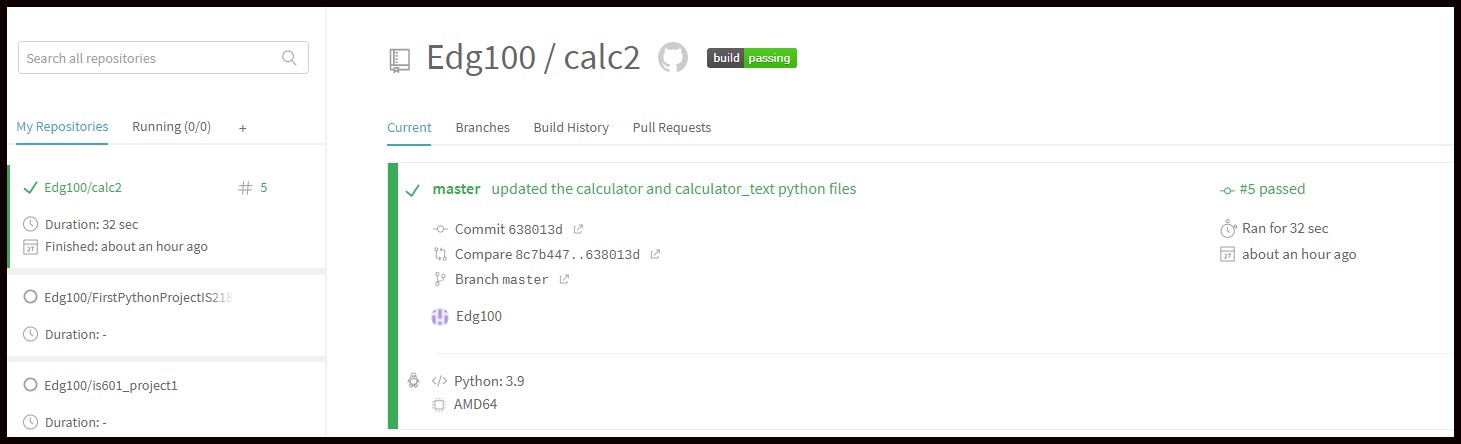 Search all repositories
My Repositories
Running (0/0)
+
Edg100/calc2
5
Duration: 32 sec
27
Finished: about an hour ago
Edg100/FirstPythonProjectIS218
Duration: -
Edg100/is601_project1
Duration: -
Edg100 / calc2
build passing
Current
Branches
Build History
Pull Requests
master updated the calculator and calculator_text python files
Commit 638013d
Compare 8c7b447..638013d
Branch master
Edg100
#5 passed
Ran for 32 sec
27
about an hour ago
</> Python: 3.9
AMD64